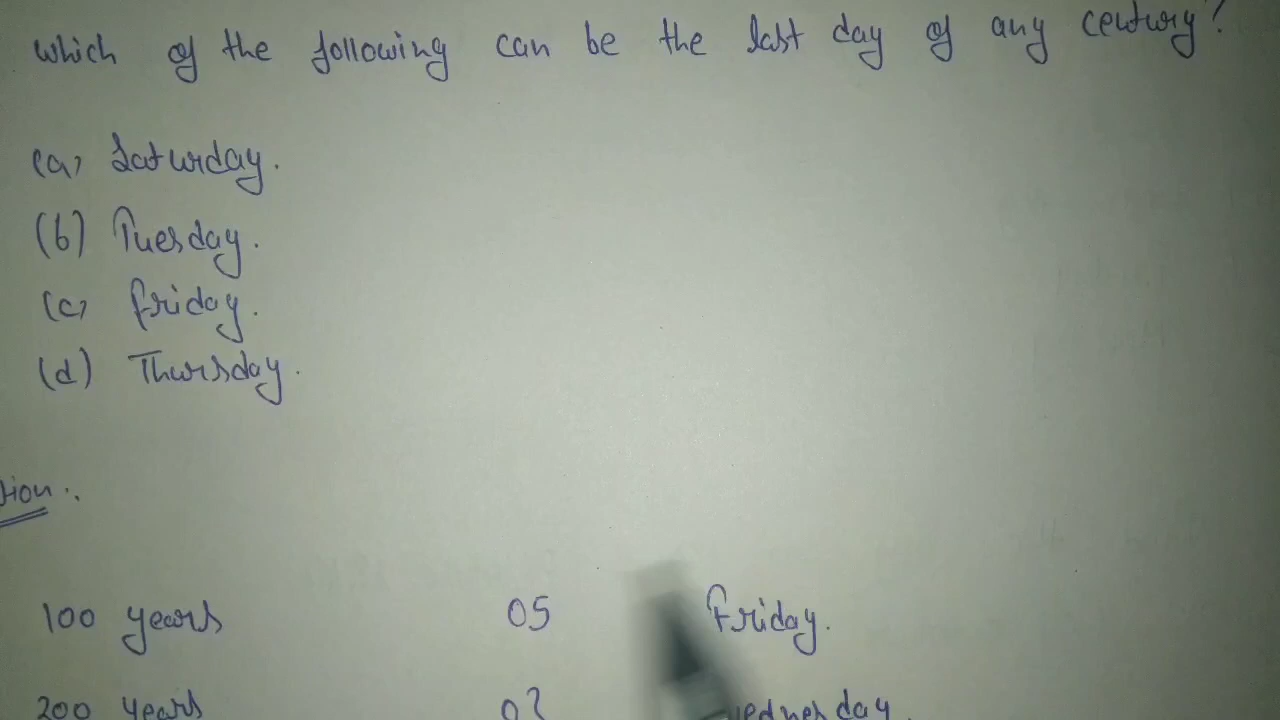 which of the following can be the last day of any century?
(a) Saturday.
(b) Tuesday.
(c) friday.
(d) Thursday.
100 years 05 Friday.
200 years 03